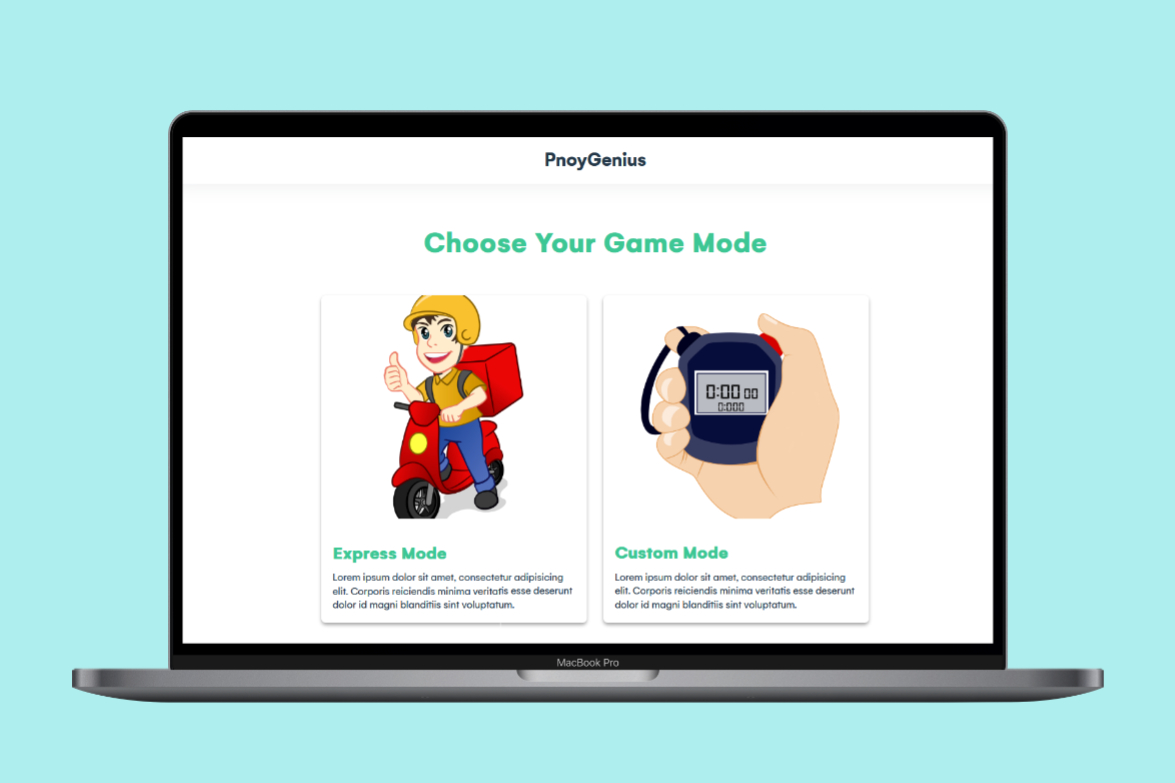 PnoyGenius
Choose Your Game Mode
0:00 00
0:000
Express Mode
Lorem ipsum dolor sit amet, consectetur adipisicing
elit. Corporis reiciendis minima veritatis esse deserunt
dolor id magni blanditiis sint voluptatum.
Custom Mode
Lorem ipsum dolor sit amet, consectetur adipisicing
elit. Corporis reiciendis minima veritatis esse deserunt
dolor id magni blanditiis sint voluptatum.
MacBook Pro